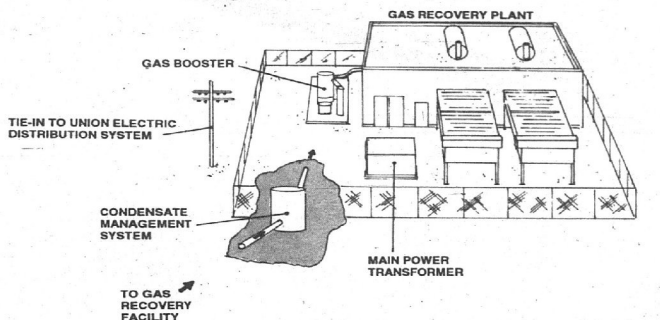 GAS RECOVERY PLANT
GAS BOOSTER
TIE-IN TO UNION ELECTRIC
DISTRIBUTION SYSTEM
CONDENSATE
MANAGEMENT
SYSTEM
MAIN POWER
TRANSFORMER
TO GAS
RECOVERY
FACILITY